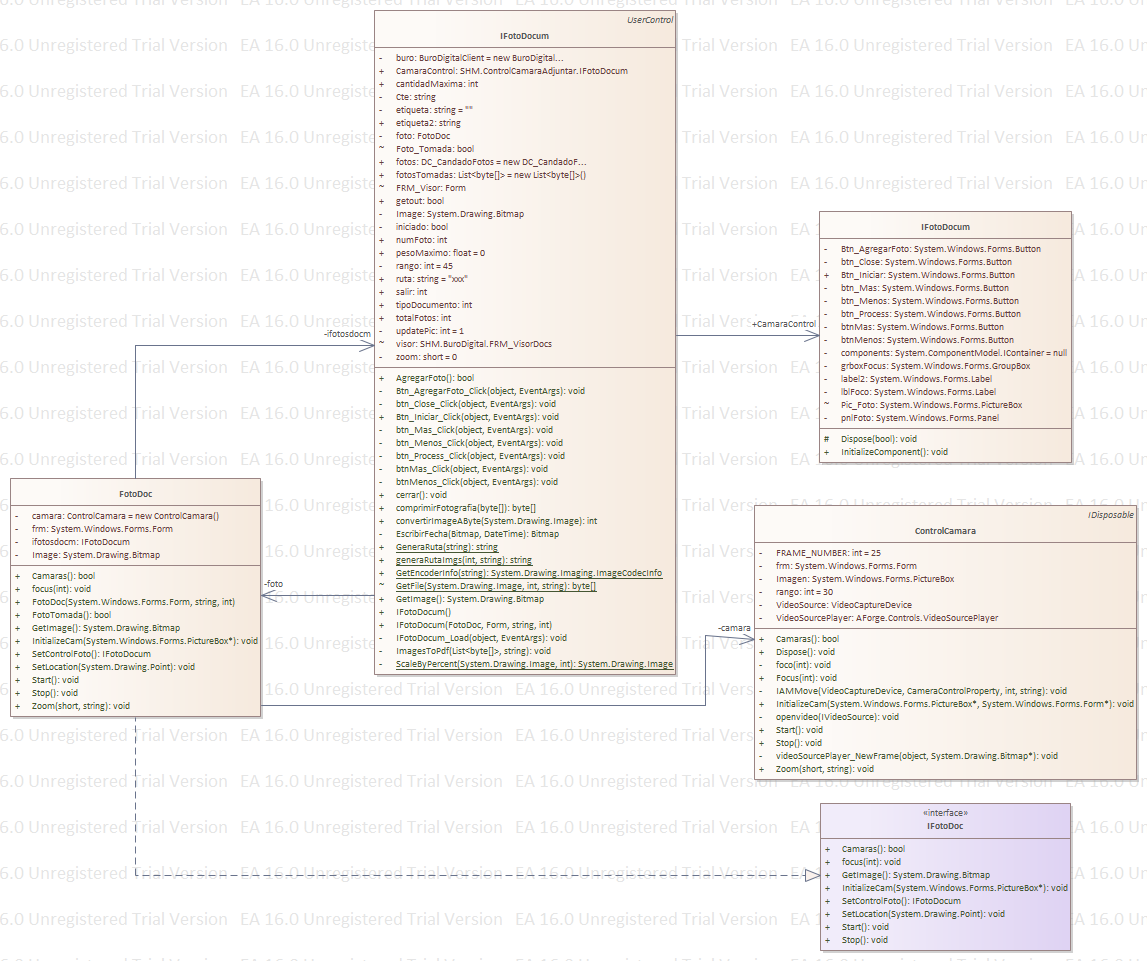 EA 16.0 Unregistered Trial Version
UserControl
IFotoDocum
- buro: BuroDigitalClient = new BuroDigital...
+ CamaraControl: SHM.ControlCamaraAdjuntar.IFotoDocum
+ cantidadMaxima: int
- Cte: string
- etiqueta: string = ""
+ etiqueta2: string
- foto: FotoDoc
~ Foto_Tomada: bool
+ fotos: DC_CandadoFotos = new DC_CandadoF...
+ fotosTomadas: List<byte[]> = new List<byte[]>()
~ FRM_Visor: Form
+ getout: bool
- Image: System.Drawing.Bitmap
- iniciado: bool
+ numFoto: int
+ pesoMaximo: float = 0
- rango: int = 45
+ ruta: string = "xxx"
+ salir: int
+ tipoDocumento: int
+ totalFotos: int
- updatePic: int = 1
~ visor: SHM.BuroDigital.FRM_VisorDocs
- zoom: short = 0
+ AgregarFoto(): bool
- Btn_AgregarFoto_Click(object, EventArgs): void
- btn_Close_Click(object, EventArgs): void
+ Btn_Iniciar_Click(object, EventArgs): void
- btn_Mas_Click(object, EventArgs): void
- btn_Menos_Click(object, EventArgs): void
- btn_Process_Click(object, EventArgs): void
- btnMas_Click(object, EventArgs): void
- btnMenos_Click(object, EventArgs): void
+ cerrar(): void
+ comprimirFotografia(byte[]): byte[]
+ convertirImageAByte(System.Drawing.Image): int
- EscribirFecha(Bitmap, DateTime): Bitmap
+ GeneraRuta(string): string
+ generaRutaImgs(int, string): string
+ GetEncoderInfo(string): System.Drawing.Imaging.ImageCodecInfo
~ GetFile(System.Drawing.Image, int, string): byte[]
+ GetImage(): System.Drawing.Bitmap
+ IFotoDocum()
+ IFotoDocum(FotoDoc, Form, string, int)
- IFotoDocum_Load(object, EventArgs): void
- ImagesToPdf(List<byte[]>, string): void
- ScaleByPercent(System.Drawing.Image, int): System.Drawing.Image
-ifotosdocm
+CamaraControl
IFotoDocum
- Btn_AgregarFoto: System.Windows.Forms.Button
- btn_Close: System.Windows.Forms.Button
+ Btn_Iniciar: System.Windows.Forms.Button
- btn_Mas: System.Windows.Forms.Button
- btn_Menos: System.Windows.Forms.Button
- btn_Process: System.Windows.Forms.Button
- btnMas: System.Windows.Forms.Button
- btnMenos: System.Windows.Forms.Button
- components: System.ComponentModel.IContainer = null
- grboxFocus: System.Windows.Forms.GroupBox
- label2: System.Windows.Forms.Label
- lblFoco: System.Windows.Forms.Label
~ Pic_Foto: System.Windows.Forms.PictureBox
- pnlFoto: System.Windows.Forms.Panel
# Dispose(bool): void
+ InitializeComponent(): void
FotoDoc
- camara: ControlCamara = new ControlCamara()
- frm: System.Windows.Forms.Form
- ifotosdocm: IFotoDocum
- Image: System.Drawing.Bitmap
+ Camaras(): bool
+ focus(int): void
+ FotoDoc(System.Windows.Forms.Form, string, int)
+ FotoTomada(): bool
+ GetImage(): System.Drawing.Bitmap
+ InitializeCam(System.Windows.Forms.PictureBox*): void
+ SetControlFoto(): IFotoDocum
+ SetLocation(System.Drawing.Point): void
+ Start(): void
+ Stop(): void
+ Zoom(short, string): void
-foto
-camara
IDisposable
ControlCamara
- FRAME_NUMBER: int = 25
- frm: System.Windows.Forms.Form
- Imagen: System.Windows.Forms.PictureBox
- rango: int = 30
- VideoSource: VideoCaptureDevice
- VideoSourcePlayer: AForge.Controls.VideoSourcePlayer
+ Camaras(): bool
+ Dispose(): void
- foco(int): void
+ Focus(int): void
- IAMMove(VideoCaptureDevice, CameraControlProperty, int, string): void
+ InitializeCam(System.Windows.Forms.PictureBox*, System.Windows.Forms.Form*): void
- openvideo(IVideoSource): void
+ Start(): void
+ Stop(): void
- videoSourcePlayer_NewFrame(object, System.Drawing.Bitmap*): void
+ Zoom(short, string): void
«interface»
IFotoDoc
+ Camaras(): bool
+ focus(int): void
+ GetImage(): System.Drawing.Bitmap
+ InitializeCam(System.Windows.Forms.PictureBox*): void
+ SetControlFoto(): IFotoDocum
+ SetLocation(System.Drawing.Point): void
+ Start(): void
+ Stop(): void